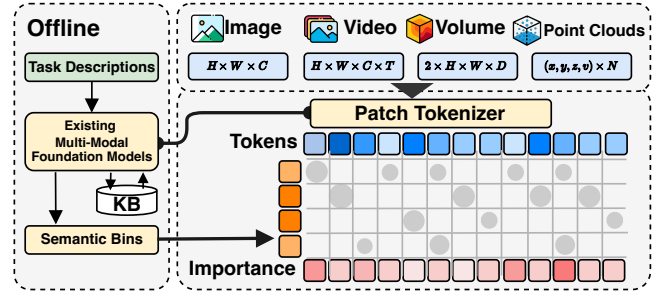 Offline
Task Descriptions
Existing
Multi-Modal
Foundation Models
KB
Semantic Bins
Image
Video
Volume
Point Clouds
H × W × C
H × W × C × T
2 × H × W × D
(x, y, z, v) × N
Patch Tokenizer
Tokens
Importance